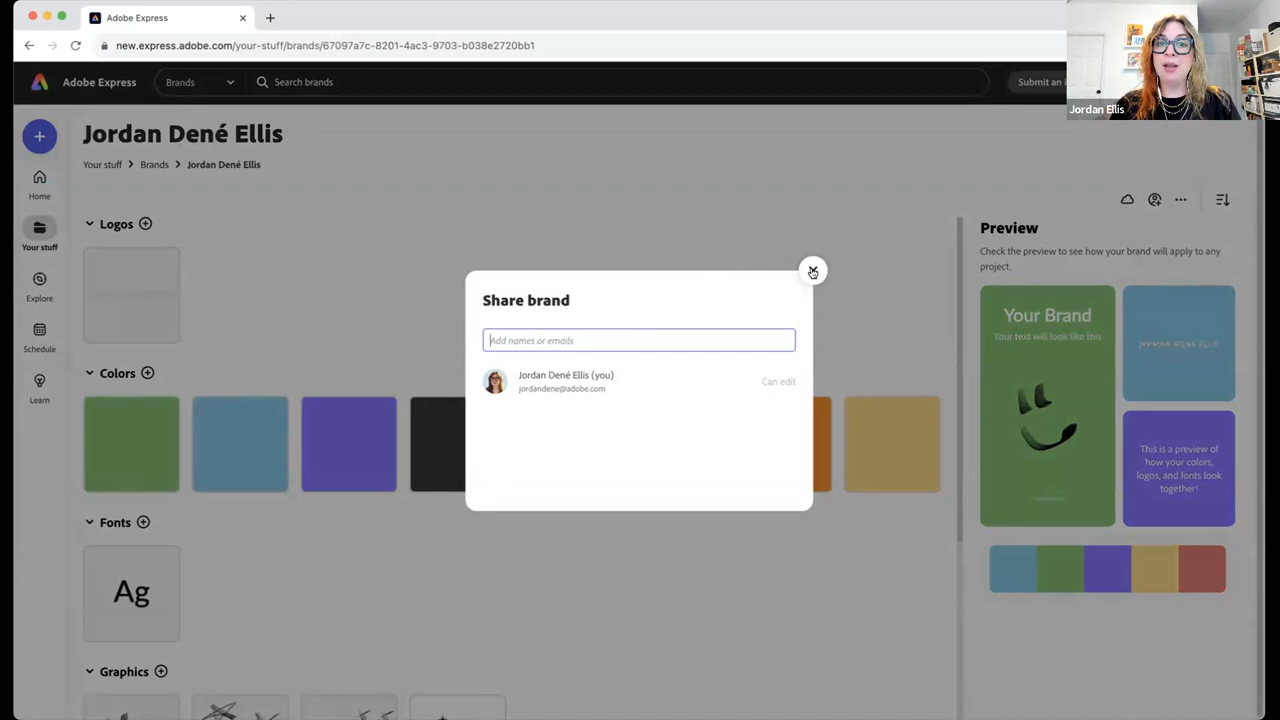 Adobe Express
new.express.adobe.com/your-stuff/brands/67097a7c-8201-4ac3-9703-b038e2720bb1
Adobe Express
Brands
Search brands
Submit an
Jordan Ellis
Jordan Dené Ellis
Your stuff
Brands
Jordan Dené Ellis
Home
Your stuff
Explore
Schedule
Learn
Logos
Colors
Fonts
Ag
Graphics
Share brand
Add names or emails
Jordan Dené Ellis (you)
jordandene@adobe.com
Can edit
Preview
Check the preview to see how your brand will apply to any
project.
Your Brand
Your text will look like this
JORDAN DENÉ ELLIS
This is a preview of
how your colors,
logos, and fonts look
together!